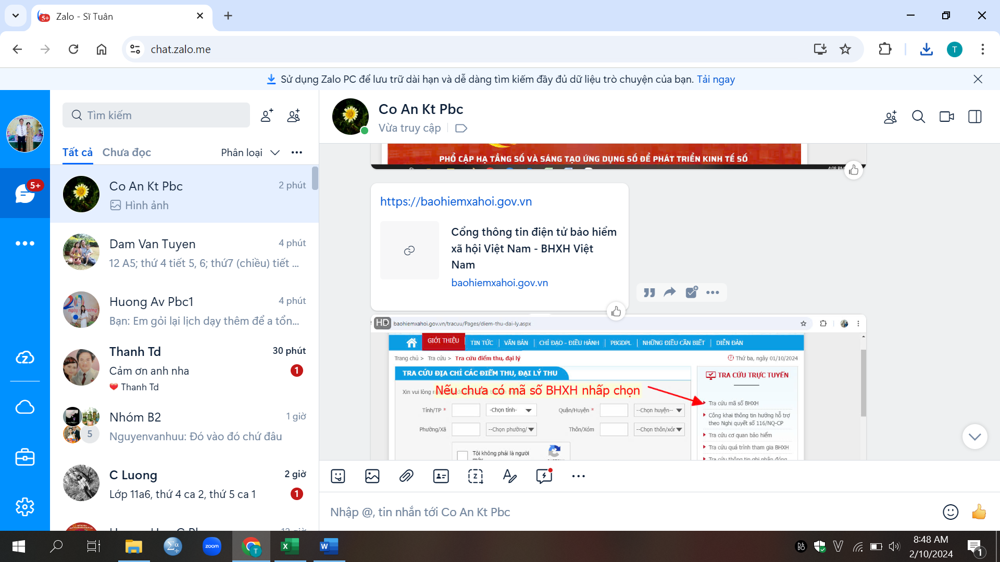 Zalo - Sĩ Tuân
5+
chat.zalo.me
T
Sử dụng Zalo PC để lưu trữ dài hạn và dễ dàng tìm kiếm đầy đủ dữ liệu trò chuyện của bạn. Tải ngay
Tìm kiếm
Tất cả
Chưa đọc
Phân loại
5+
Co An Kt Pbc
2 phút
Hình ảnh
Dam Van Tuyen
4 phút
12 A5; thứ 4 tiết 5, 6; thứ7 (chiều) tiết ...
Huong Av Pbc1
4 phút
Bạn: Em gỏi lại lịch dạy thêm để a tổn...
Thanh Td
30 phút
Cảm ơn anh nha
1
Thanh Td
Nhóm B2
1 giờ
5
Nguyenvanhuu: Đó vào đó chứ đâu
C Luong
2 giờ
Lớp 11a6, thứ 4 ca 2, thứ 5 ca 1
1
Co An Kt Pbc
Vừa truy cập
PHỔ CẬP HẠ TẦNG SỐ VÀ SÁNG TẠO ỨNG DỤNG SỐ ĐỂ PHÁT TRIỂN KINH TẾ SỐ
https://baohiemxahoi.gov.vn
Cổng thông tin điện tử bảo hiểm
xã hội Việt Nam - BHXH Việt
Nam
baohiemxahoi.gov.vn
HD
baohiemxahoi.gov.vn/tracuu/Pages/diem-thu-dai-ly.aspx
GIỚI THIỆU
TIN TỨC
VĂN BẢN
CHỈ ĐẠO - ĐIỀU HÀNH
PBGDPL
NHỮNG ĐIỀU CẦN BIẾT
DIỄN ĐÀN
Trang chủ > Tra cứu > Tra cứu điểm thu, đại lý
Thứ ba, ngày 01/10/2024
TRA CỨU ĐỊA CHỈ CÁC ĐIỂM THU, ĐẠI LÝ THU
TRA CỨU TRỰC TUYẾN
Xin vui lòng
Nếu chưa có mã số BHXH nhấp chọn
Tra cứu mã số BHXH
Tỉnh/TP *
-Chọn tỉnh-
Quận/Huyện *
--Chọn huyện--
Công khai thông tin hướng hỗ trợ
theo Nghị quyết số 116/NQ-CP
Phường/Xã
--Chọn phường/
Thôn/Xóm
--Chọn thôn/xór
Tra cứu cơ quan bảo hiểm
Tra cứu quá trình tham gia BHXH
Tôi không phải là người
máy
Tra cứu thông tin ghi nhận đóng
Nhập @, tin nhắn tới Co An Kt Pbc
zoom
8:48 AM
2/10/2024
1